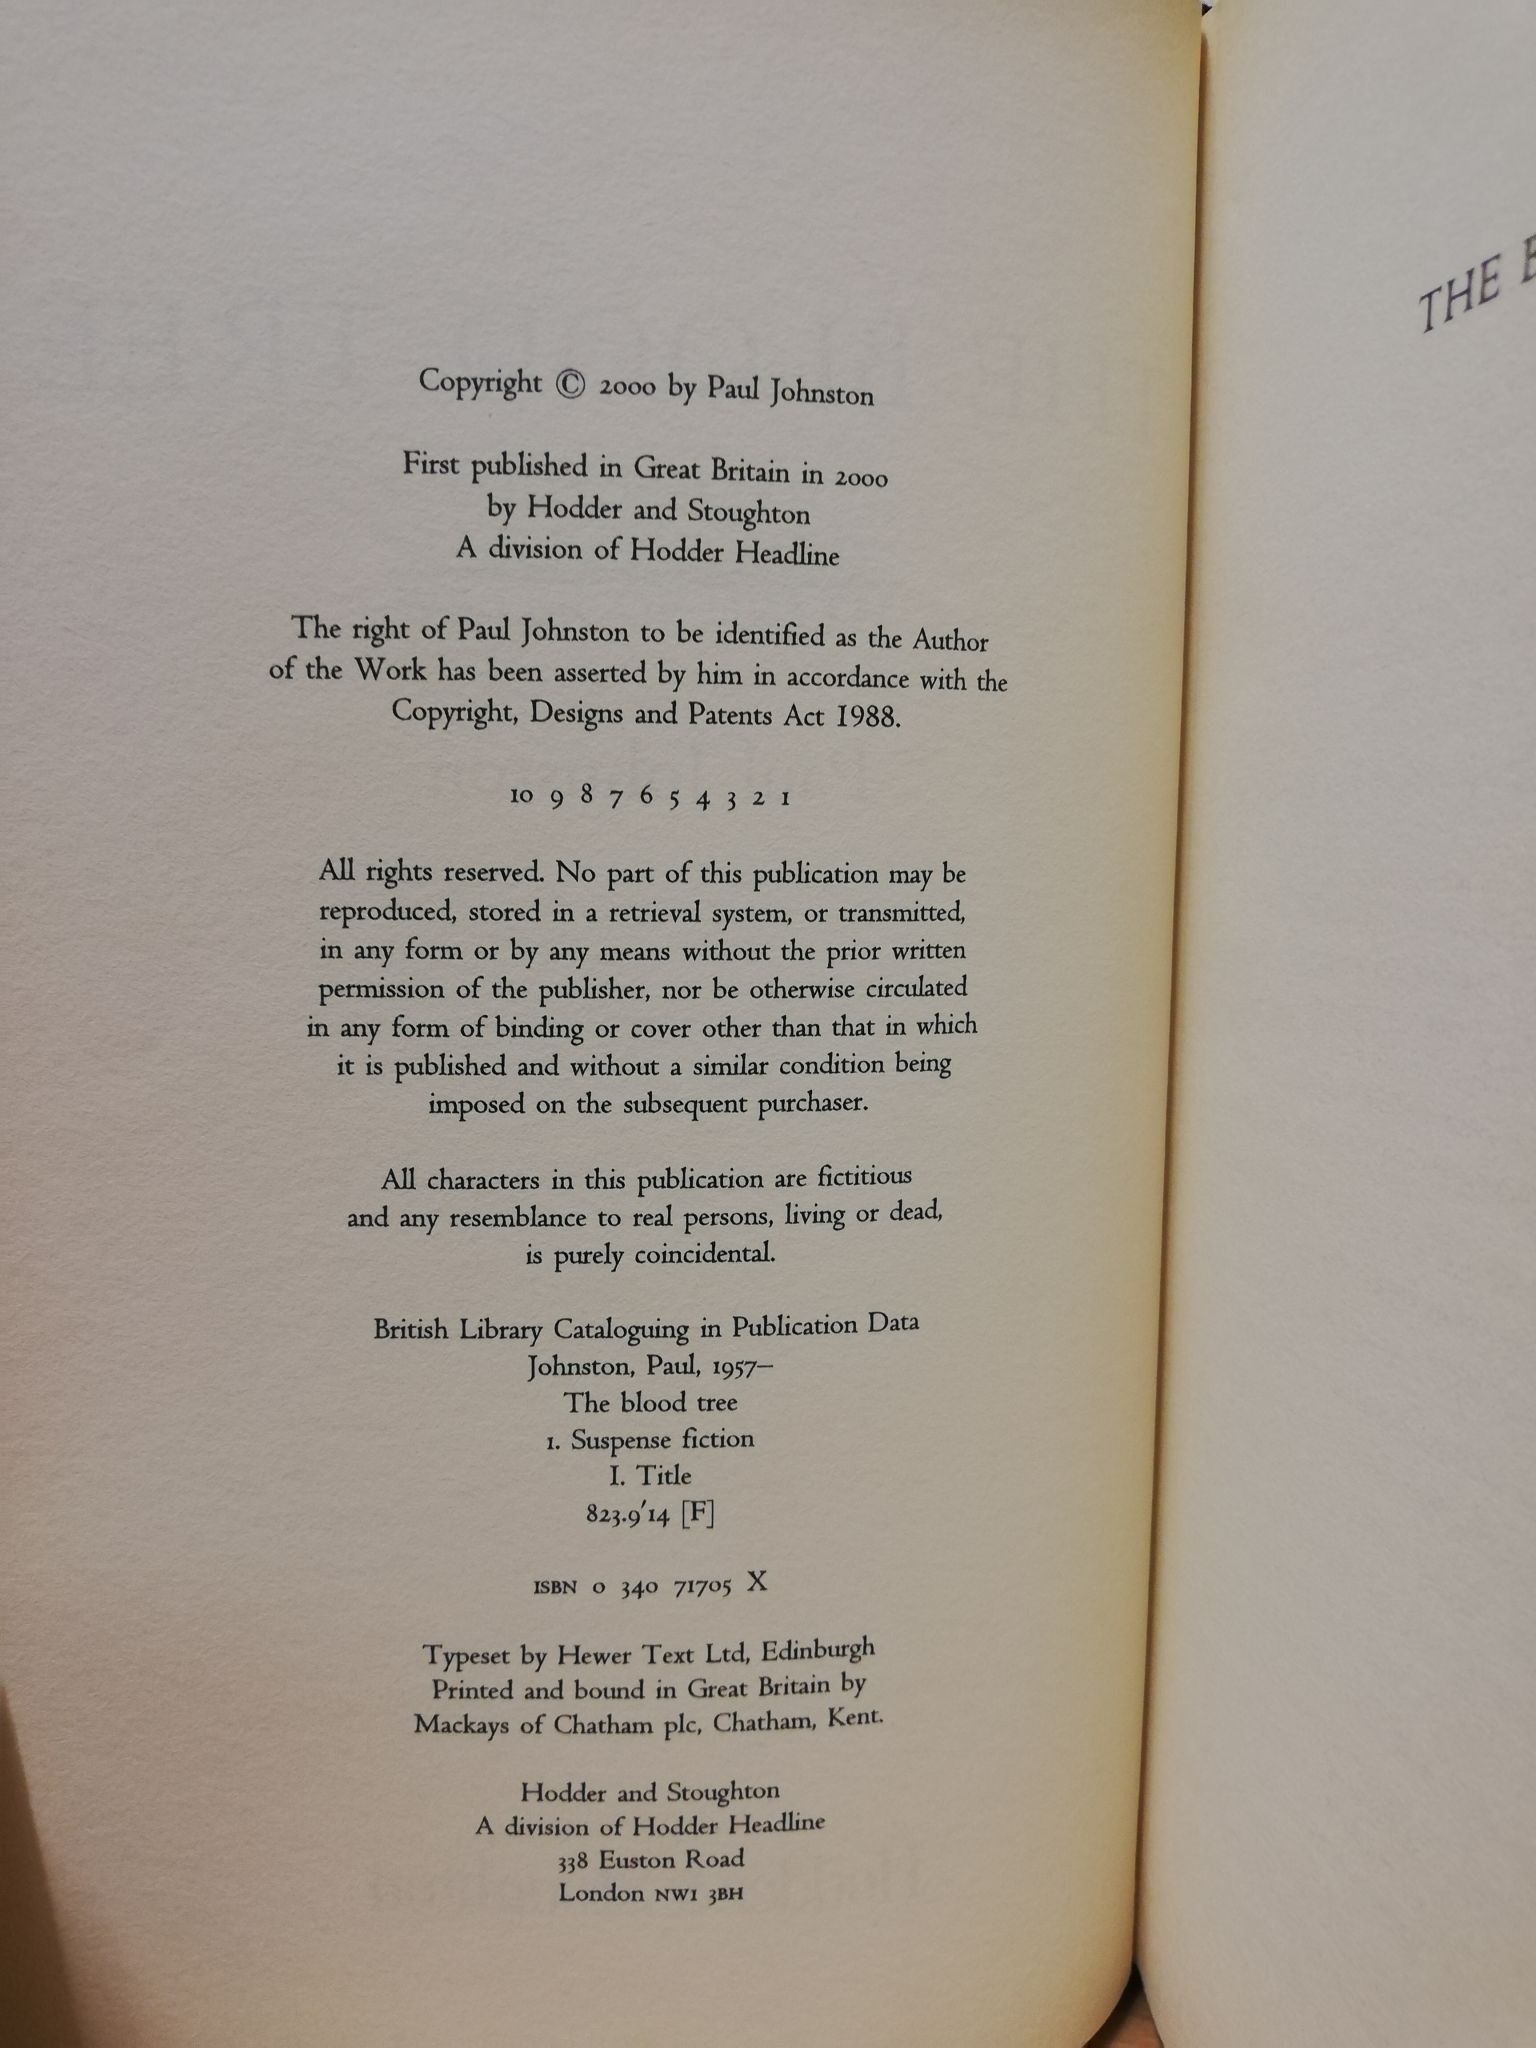 Copyright © 2000 by Paul Johnston
First published in Great Britain in 2000
by Hodder and Stoughton
A division of Hodder Headline
The right of Paul Johnston to be identified as the Author
of the Work has been asserted by him in accordance with the
Copyright, Designs and Patents Act 1988.
10 9 8 7 6 5 4 3 2 1
All rights reserved. No part of this publication may be
reproduced, stored in a retrieval system, or transmitted,
in any form or by any means without the prior written
permission of the publisher, nor be otherwise circulated
in any form of binding or cover other than that in which
it is published and without a similar condition being
imposed on the subsequent purchaser.
All characters in this publication are fictitious
and any resemblance to real persons, living or dead,
is purely coincidental.
British Library Cataloguing in Publication Data
Johnston, Paul, 1957–
The blood tree
1. Suspense fiction
I. Title
823.9′14 [F]
ISBN 0 340 71705 X
Typeset by Hewer Text Ltd, Edinburgh
Printed and bound in Great Britain by
Mackays of Chatham plc, Chatham, Kent.
Hodder and Stoughton
A division of Hodder Headline
338 Euston Road
London NW1 3BH
THE